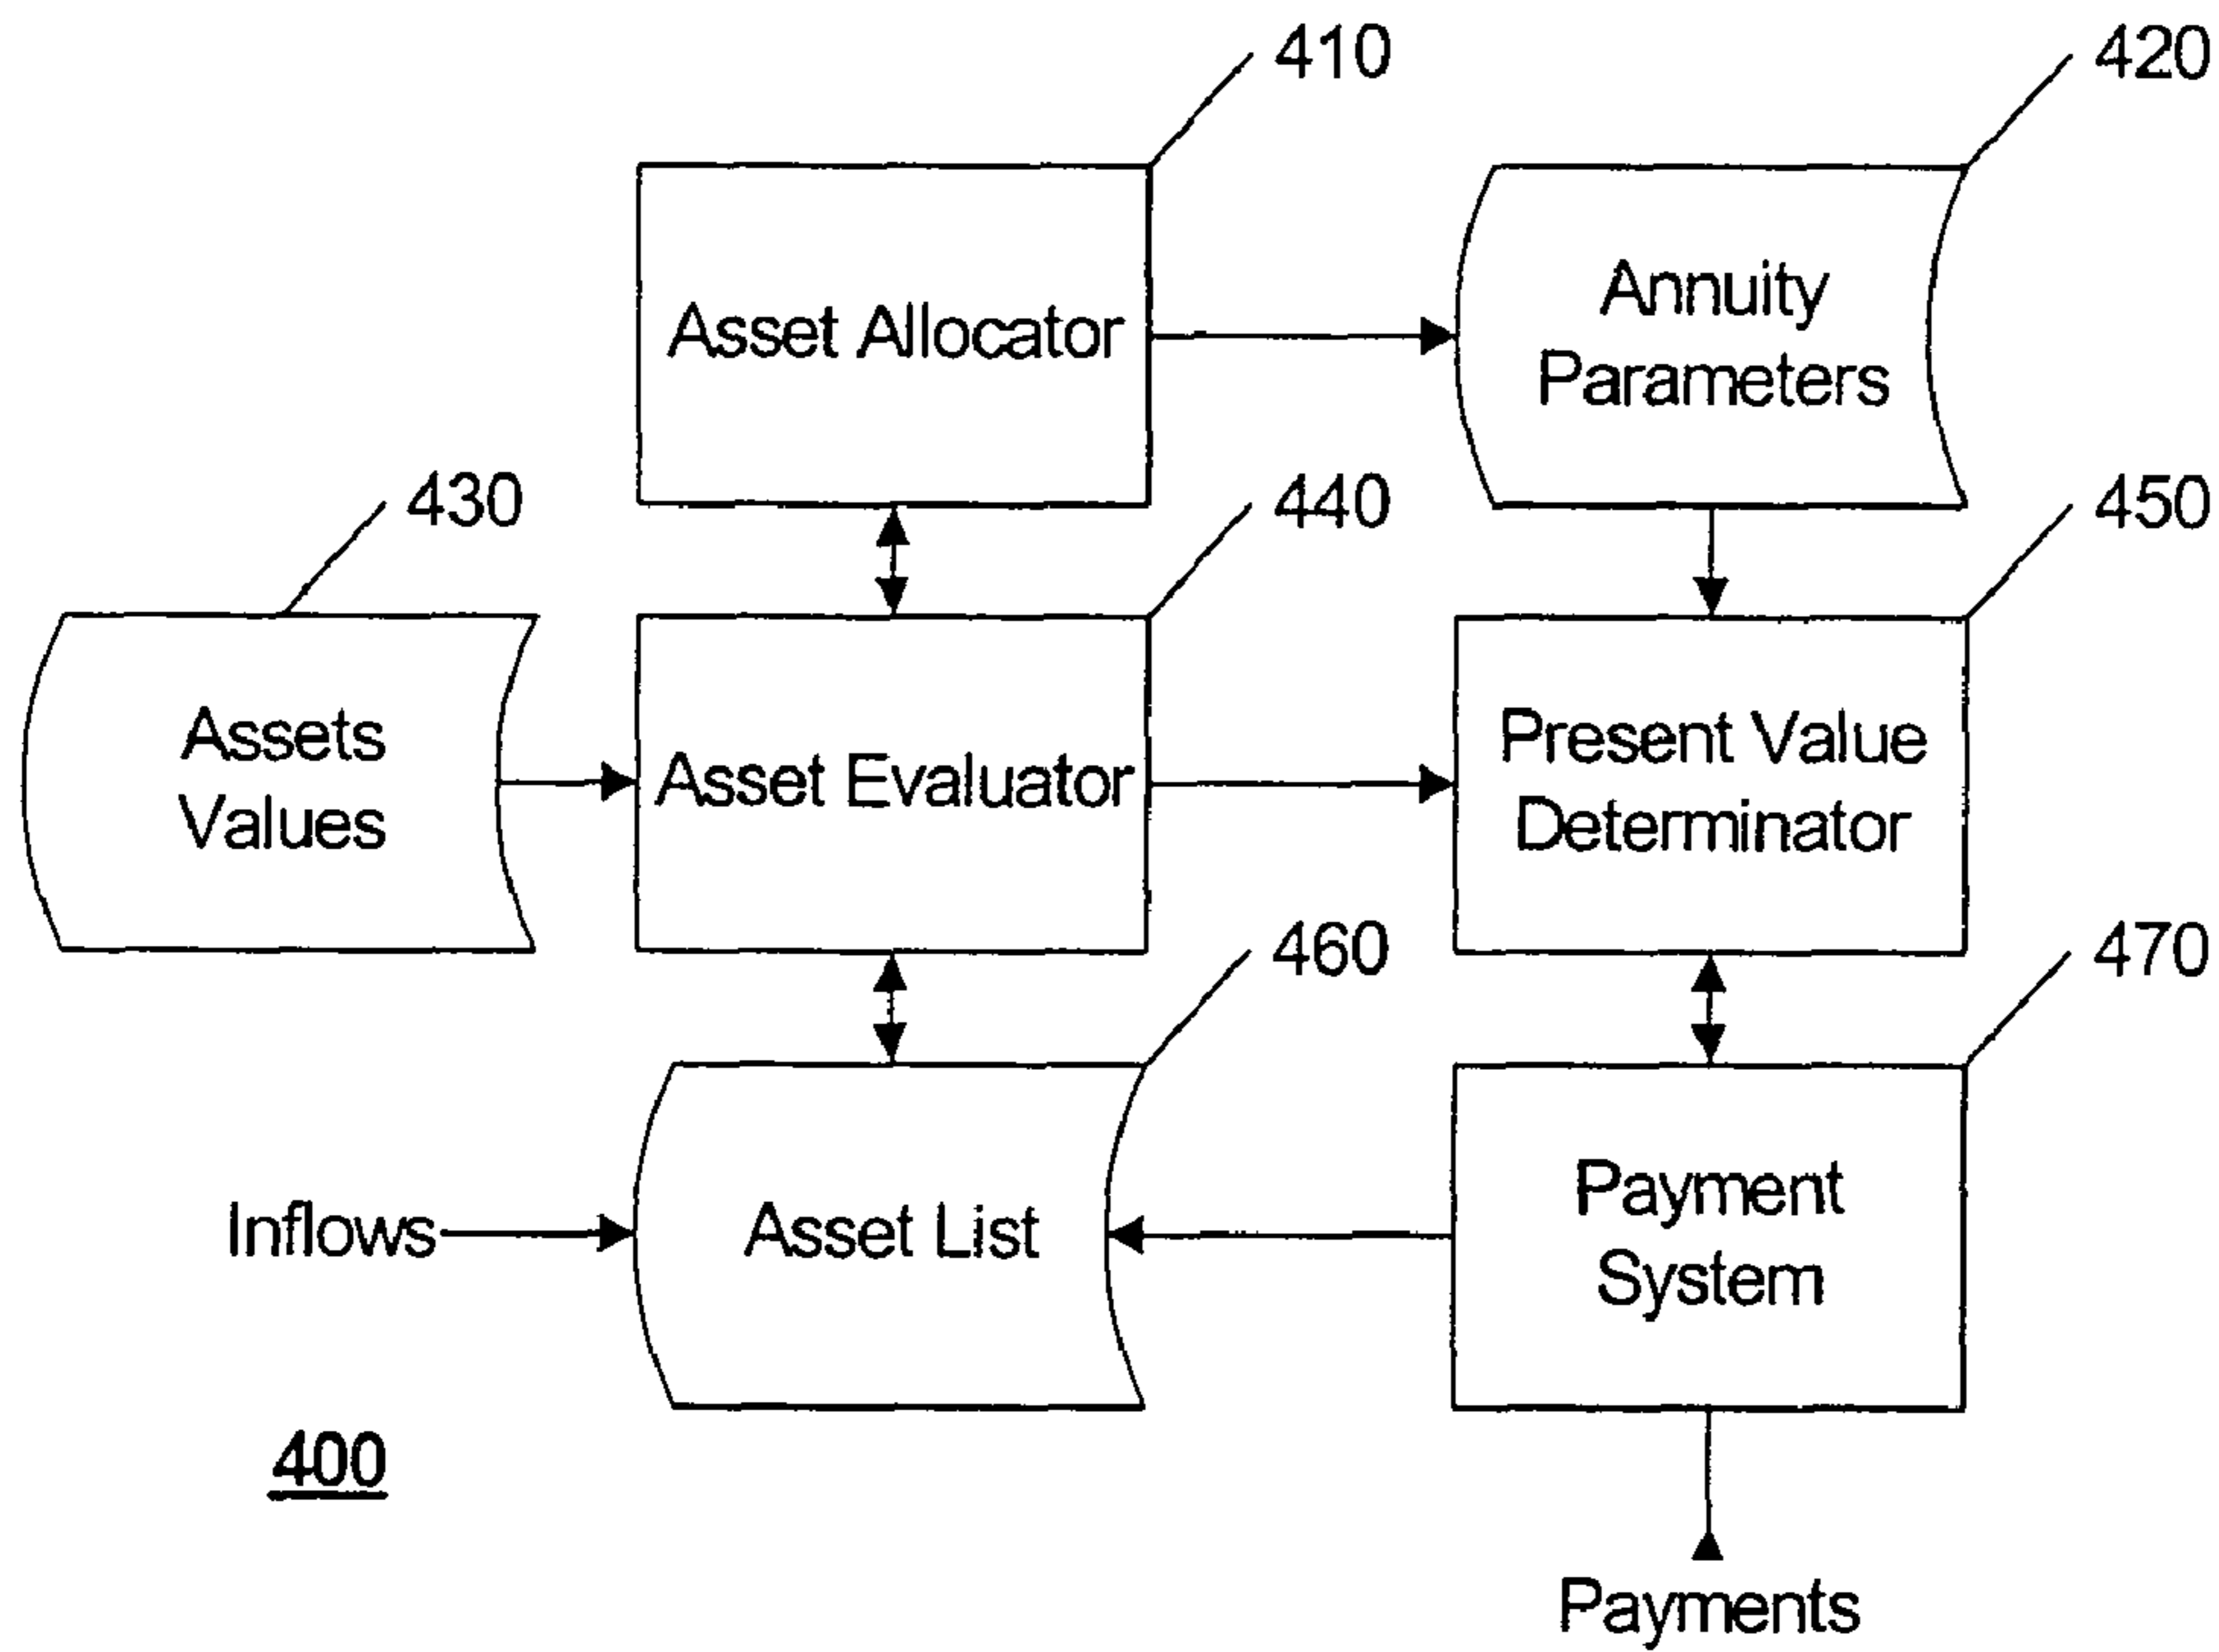 410
420
Asset Allocator
Annuity
Parameters
430
440
450
Assets
Values
Asset Evaluator
Present Value
Determinator
460
470
Inflows
Asset List
Payment
System
400
Payments